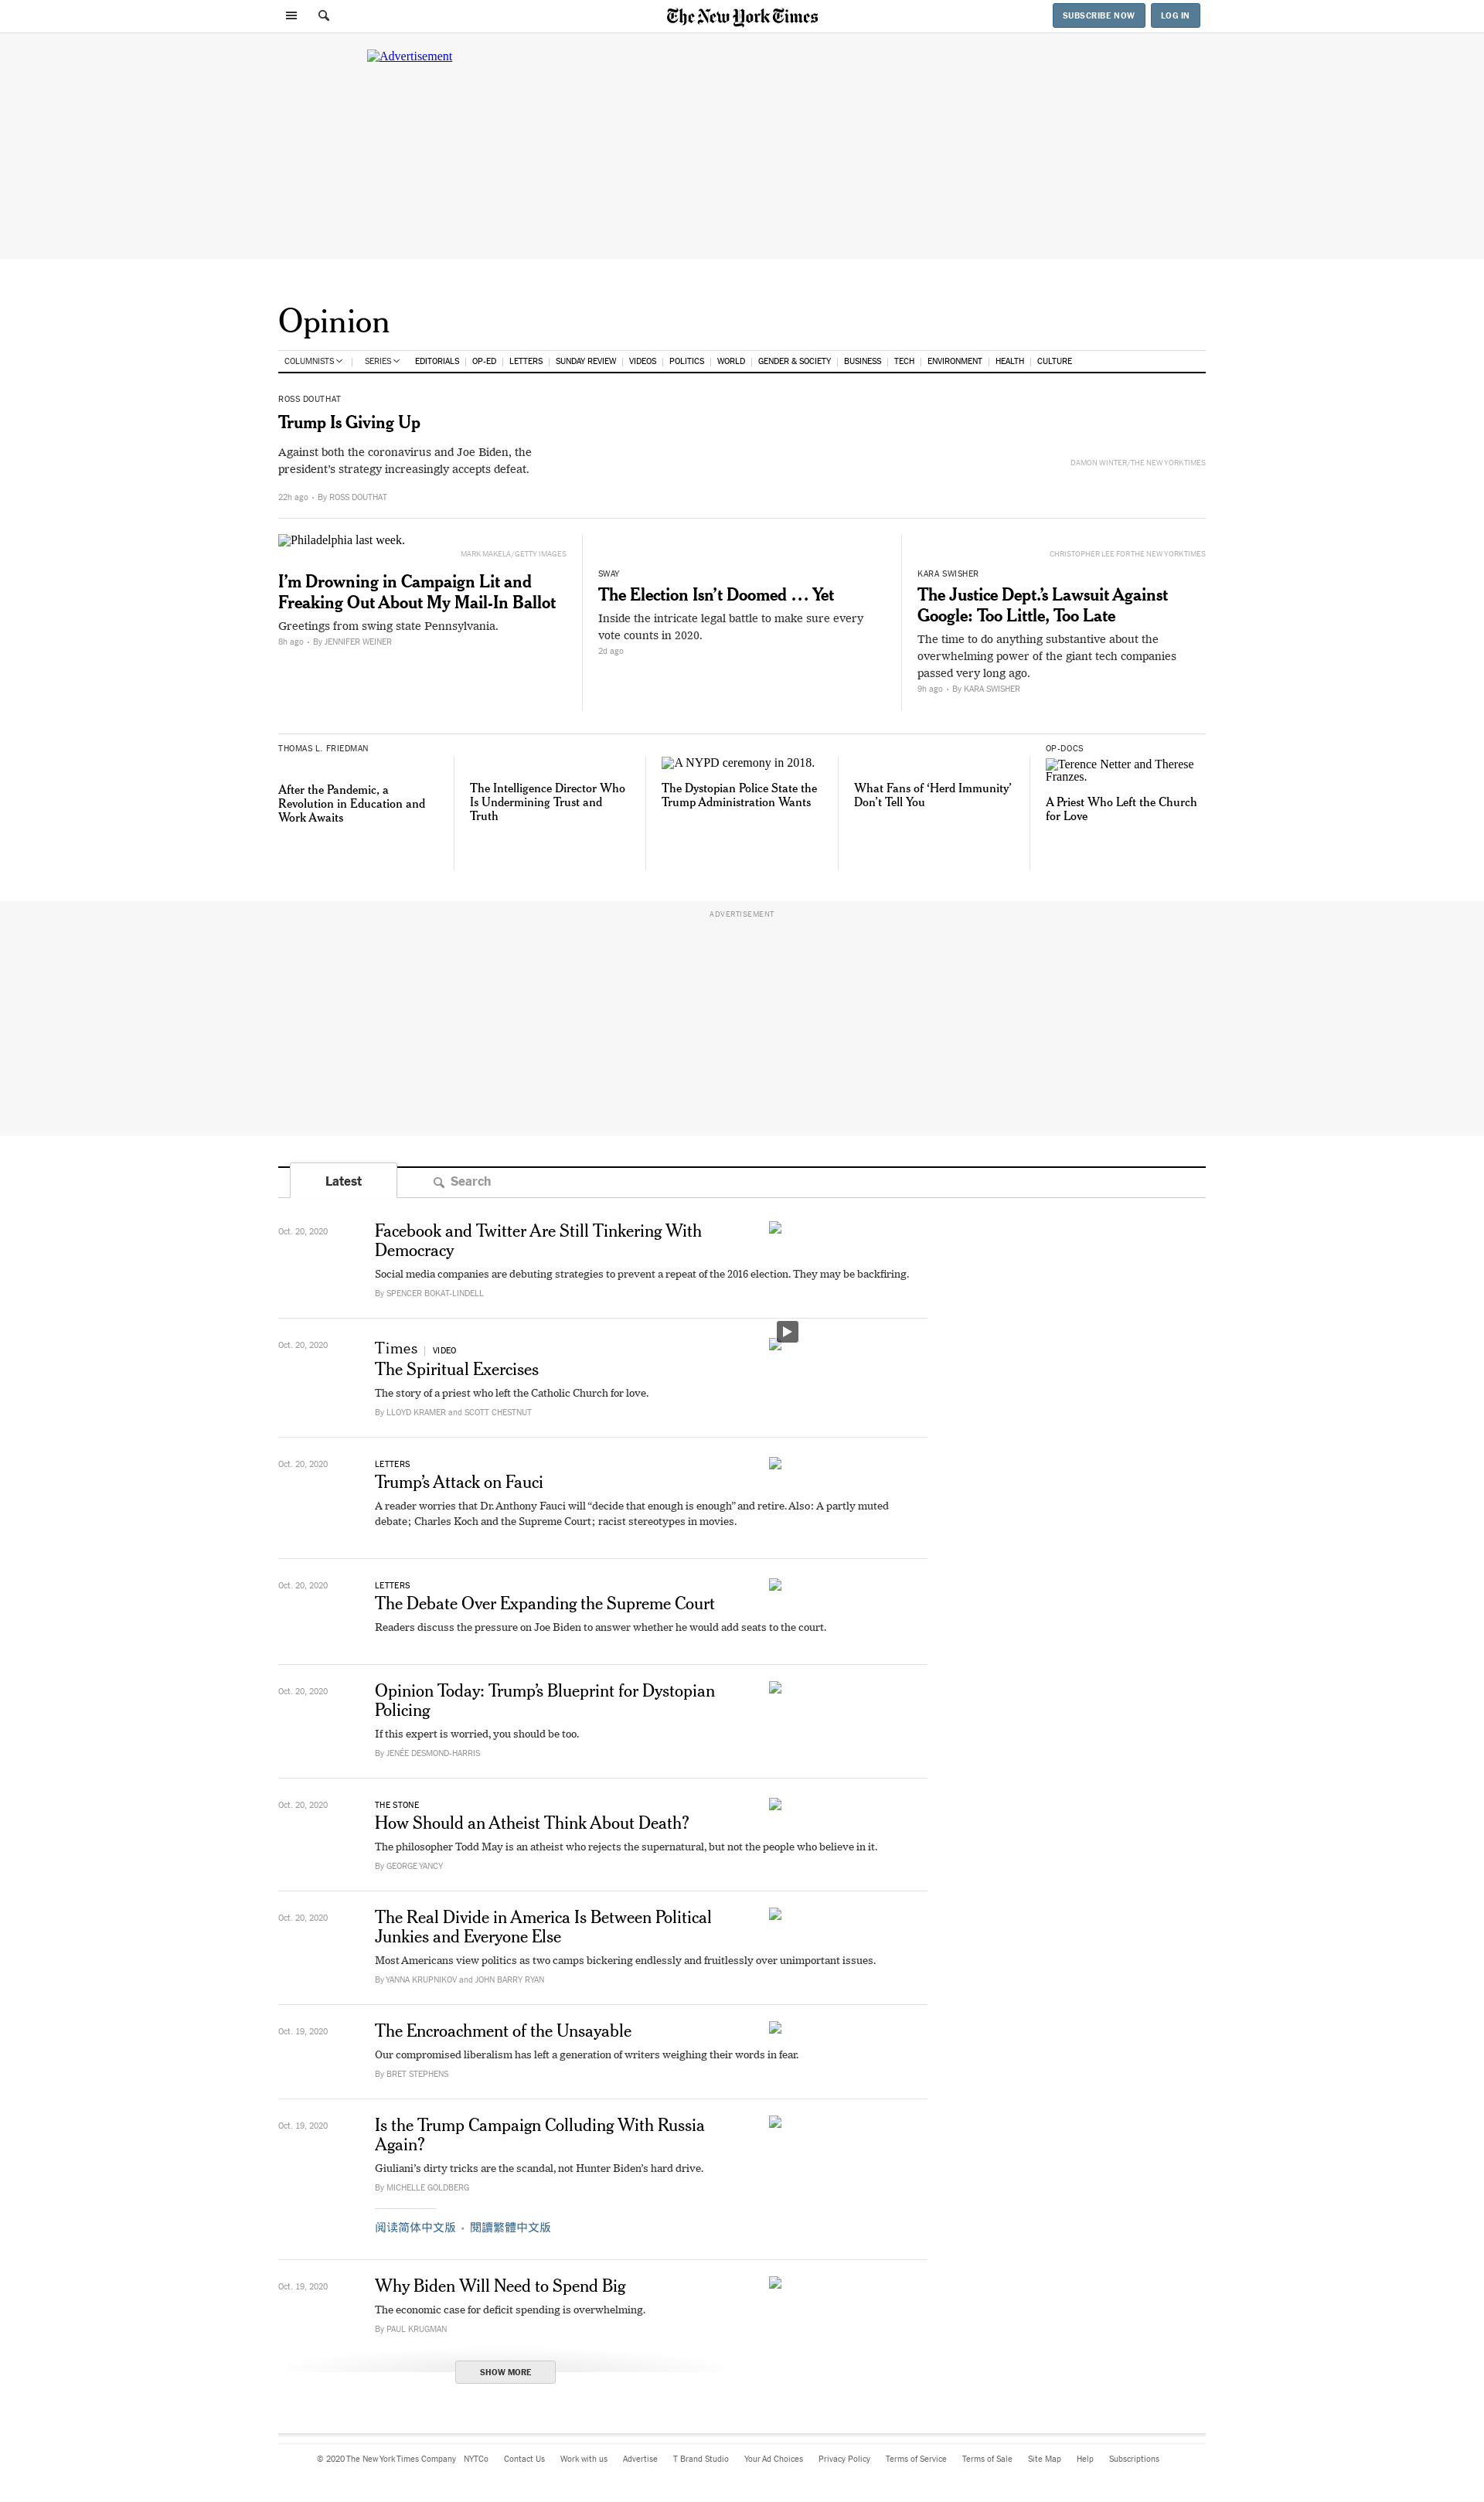 The New York Times
SUBSCRIBE NOW
LOG IN
Advertisement
Opinion
COLUMNISTS
SERIES
EDITORIALS
OP-ED
LETTERS
SUNDAY REVIEW
VIDEOS
POLITICS
WORLD
GENDER & SOCIETY
BUSINESS
TECH
ENVIRONMENT
HEALTH
CULTURE
ROSS DOUTHAT
Trump Is Giving Up
Against both the coronavirus and Joe Biden, the
president's strategy increasingly accepts defeat.
22h ago • By ROSS DOUTHAT
DAMON WINTER/THE NEW YORK TIMES
Philadelphia last week.
MARK MAKELA/GETTY IMAGES
I'm Drowning in Campaign Lit and
Freaking Out About My Mail-In Ballot
Greetings from swing state Pennsylvania.
8h ago • By JENNIFER WEINER
SWAY
The Election Isn't Doomed … Yet
Inside the intricate legal battle to make sure every
vote counts in 2020.
2d ago
CHRISTOPHER LEE FOR THE NEW YORK TIMES
KARA SWISHER
The Justice Dept.'s Lawsuit Against
Google: Too Little, Too Late
The time to do anything substantive about the
overwhelming power of the giant tech companies
passed very long ago.
9h ago • By KARA SWISHER
THOMAS L. FRIEDMAN
After the Pandemic, a
Revolution in Education and
Work Awaits
The Intelligence Director Who
Is Undermining Trust and
Truth
A NYPD ceremony in 2018.
The Dystopian Police State the
Trump Administration Wants
What Fans of 'Herd Immunity'
Don't Tell You
OP-DOCS
Terence Netter and Therese
Franzes.
A Priest Who Left the Church
for Love
ADVERTISEMENT
Latest
Search
Oct. 20, 2020
Facebook and Twitter Are Still Tinkering With
Democracy
Social media companies are debuting strategies to prevent a repeat of the 2016 election. They may be backfiring.
By SPENCER BOKAT-LINDELL
Oct. 20, 2020
Times | VIDEO
The Spiritual Exercises
The story of a priest who left the Catholic Church for love.
By LLOYD KRAMER and SCOTT CHESTNUT
Oct. 20, 2020
LETTERS
Trump's Attack on Fauci
A reader worries that Dr. Anthony Fauci will “decide that enough is enough” and retire. Also: A partly muted
debate; Charles Koch and the Supreme Court; racist stereotypes in movies.
Oct. 20, 2020
LETTERS
The Debate Over Expanding the Supreme Court
Readers discuss the pressure on Joe Biden to answer whether he would add seats to the court.
Oct. 20, 2020
Opinion Today: Trump's Blueprint for Dystopian
Policing
If this expert is worried, you should be too.
By JENÉE DESMOND-HARRIS
Oct. 20, 2020
THE STONE
How Should an Atheist Think About Death?
The philosopher Todd May is an atheist who rejects the supernatural, but not the people who believe in it.
By GEORGE YANCY
Oct. 20, 2020
The Real Divide in America Is Between Political
Junkies and Everyone Else
Most Americans view politics as two camps bickering endlessly and fruitlessly over unimportant issues.
By YANNA KRUPNIKOV and JOHN BARRY RYAN
Oct. 19, 2020
The Encroachment of the Unsayable
Our compromised liberalism has left a generation of writers weighing their words in fear.
By BRET STEPHENS
Oct. 19, 2020
Is the Trump Campaign Colluding With Russia
Again?
Giuliani's dirty tricks are the scandal, not Hunter Biden's hard drive.
By MICHELLE GOLDBERG
阅读简体中文版 • 閱讀繁體中文版
Oct. 19, 2020
Why Biden Will Need to Spend Big
The economic case for deficit spending is overwhelming.
By PAUL KRUGMAN
SHOW MORE
© 2020 The New York Times Company
NYTCo
Contact Us
Work with us
Advertise
T Brand Studio
Your Ad Choices
Privacy Policy
Terms of Service
Terms of Sale
Site Map
Help
Subscriptions